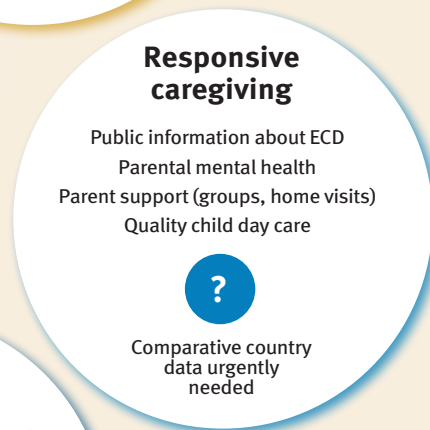 Responsive
caregiving
Public information about ECD
Parental mental health
Parent support (groups, home visits)
Quality child day care
?
Comparative country
data urgently
needed